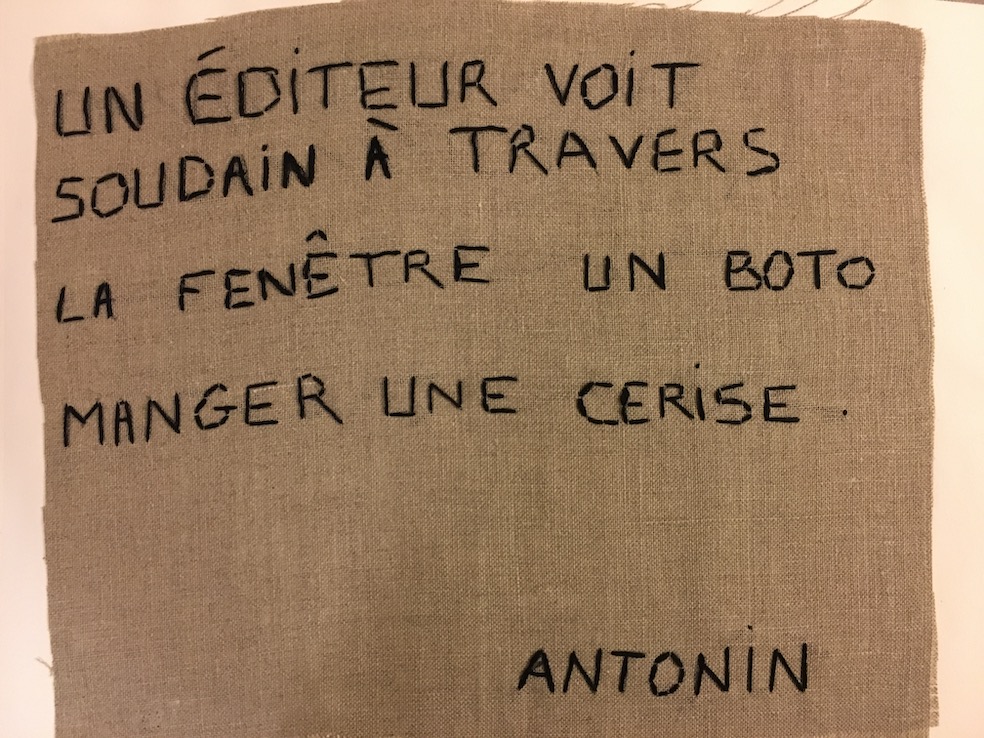 UN ÉDITEUR VOIT
SOUDAIN À TRAVERS
LA FENÊTRE UN BOTO
MANGER UNE CERISE.
ANTONIN